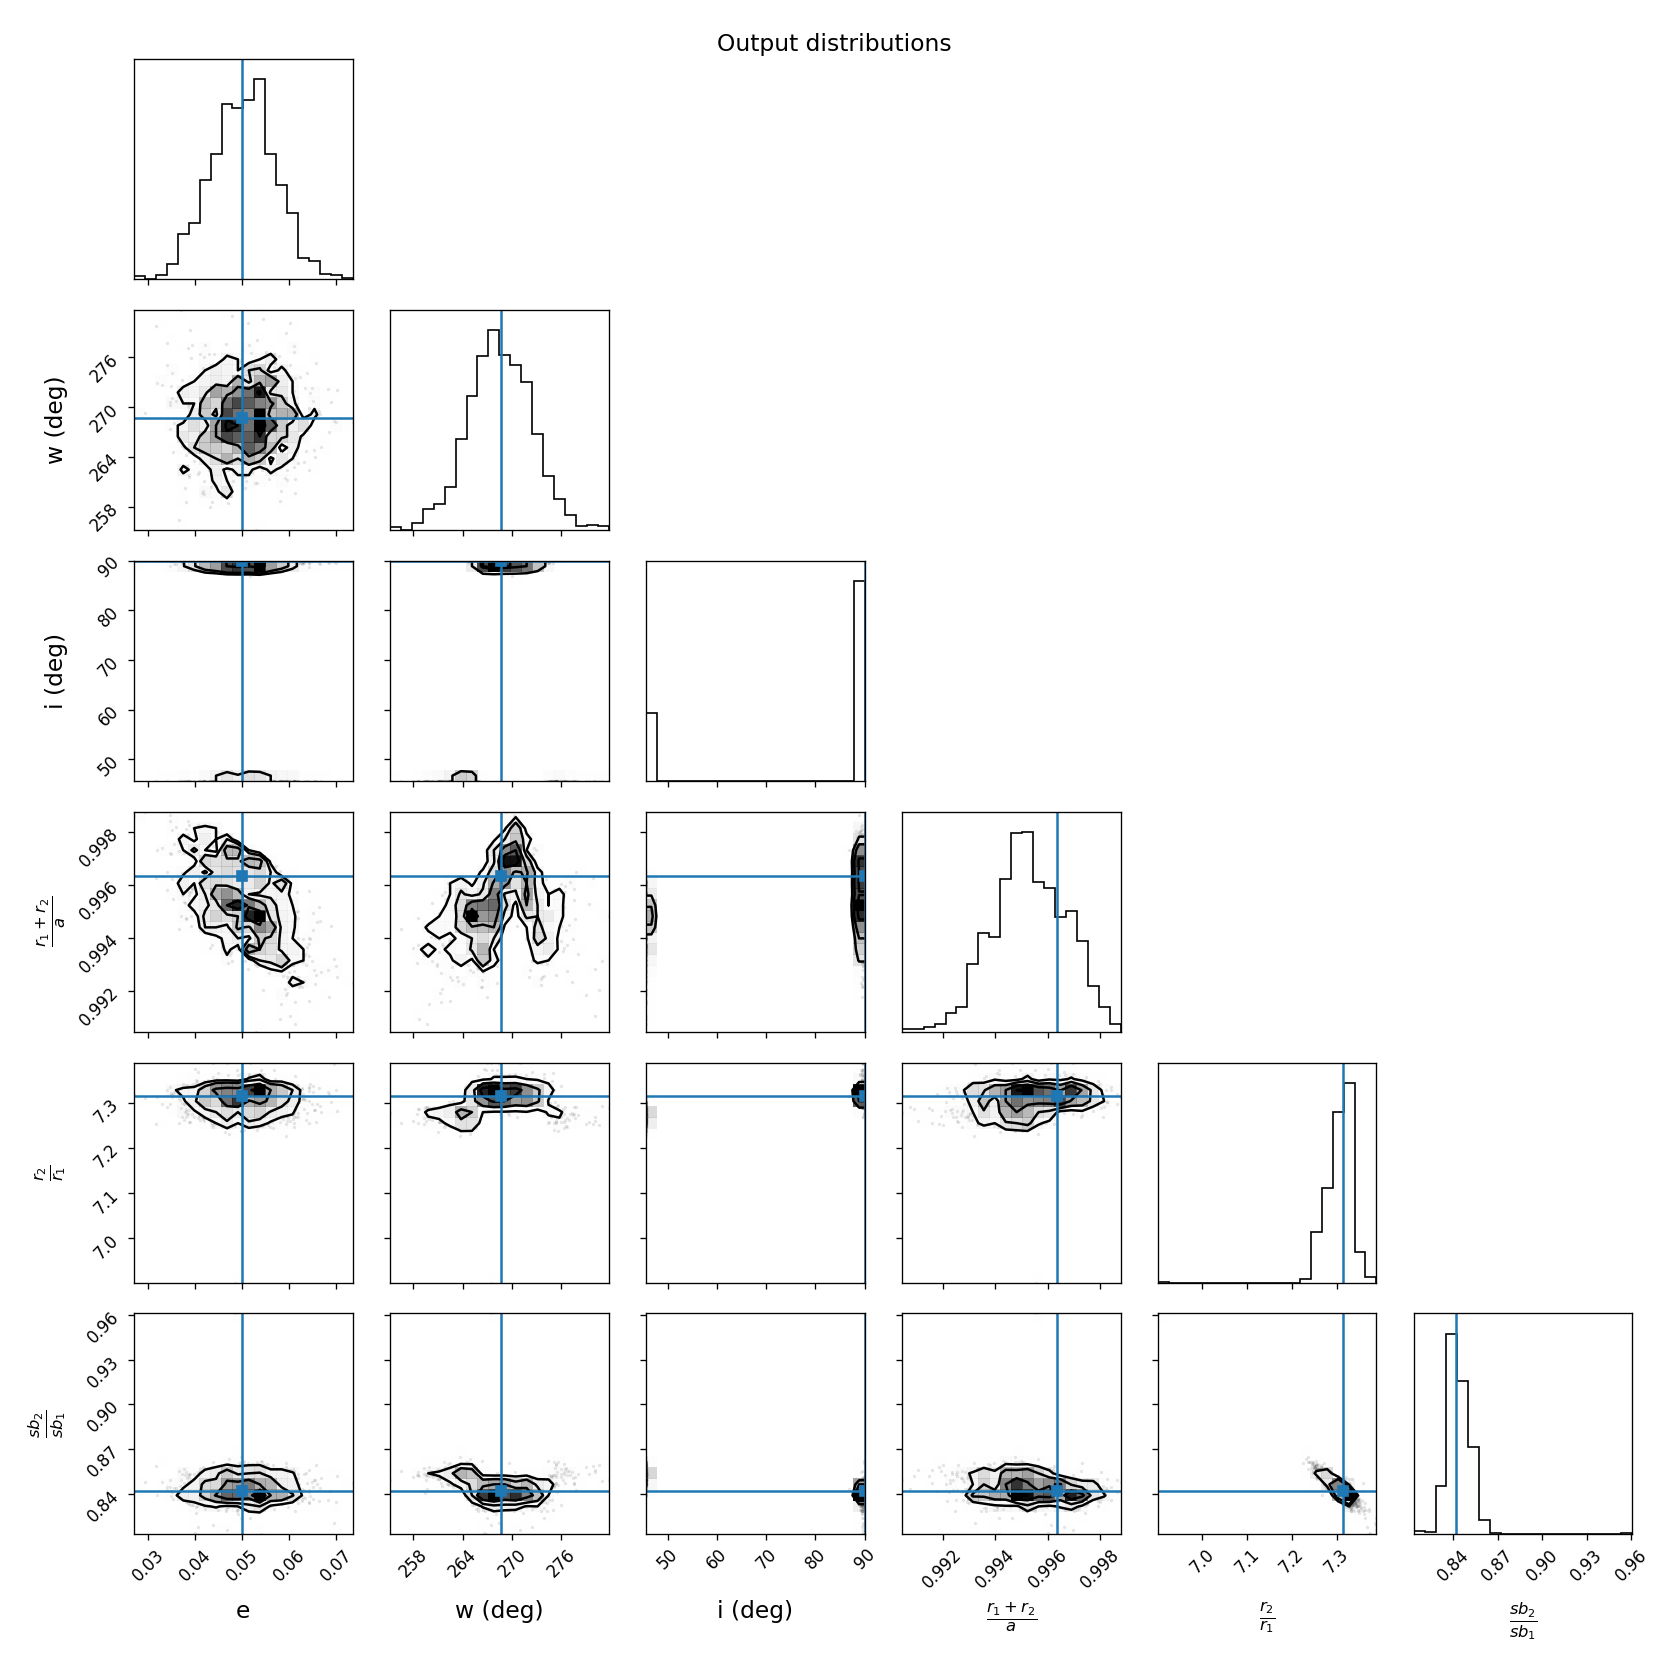 Output distributions
w (deg)
276
270
264
258
i (deg)
90
80
70
60
50
r₁ + r₂
a
0.998
0.996
0.994
0.992
r₂
r₁
7.3
7.2
7.1
7.0
sb₂
sb₁
0.96
0.93
0.90
0.87
0.84
0.03 0.04 0.05 0.06 0.07 258 264 270 276 50 60 70 80 90 0.992 0.994 0.996 0.998 7.0 7.1 7.2 7.3 0.84 0.87 0.90 0.93 0.96
e w (deg) i (deg) r₁ + r₂ / a r₂ / r₁ sb₂ / sb₁